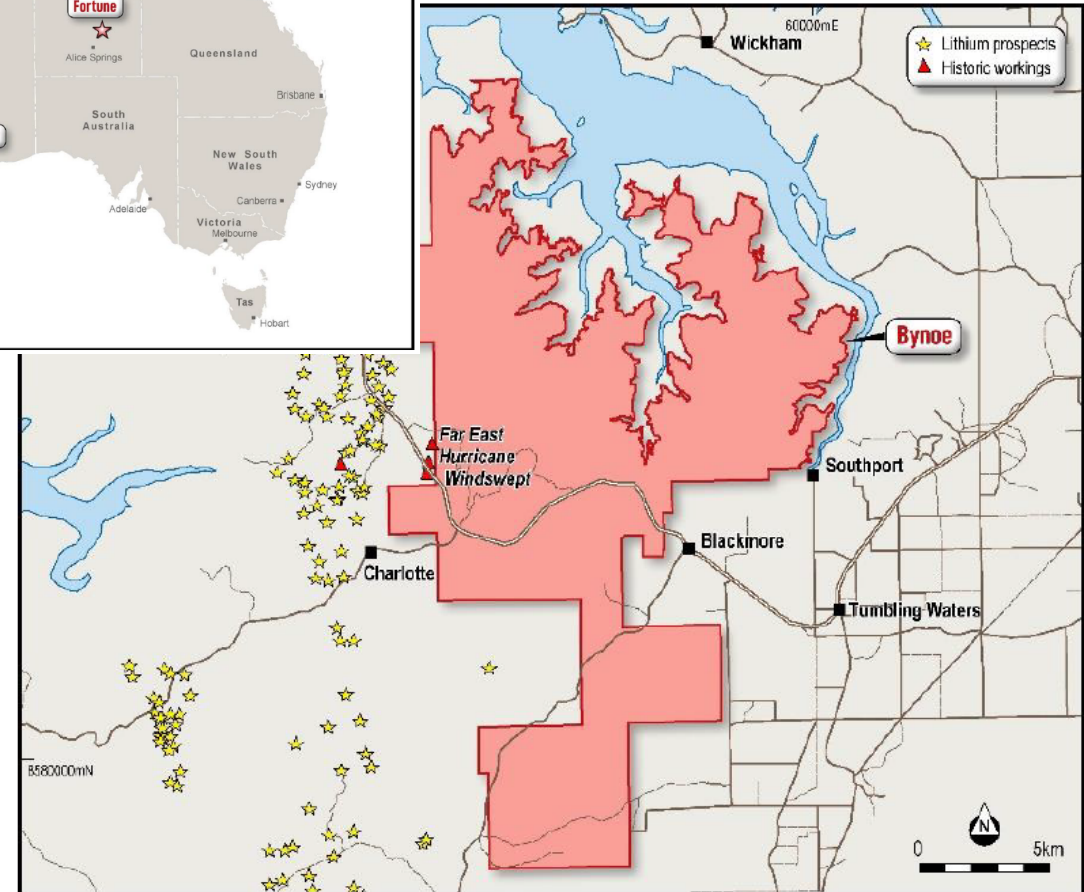 Fortune
Alice Springs
Queensland
Brisbane
South
Australia
New South
Wales
Sydney
Canberra
Adelaide
Victoria
Melbourne
Tas
Hobart
60000mE
Wickham
Lithium prospects
Historic workings
Bynoe
Far East
Hurricane
Windswept
Southport
Blackmore
Charlotte
Tumbling Waters
8580000mN
N
0 5km